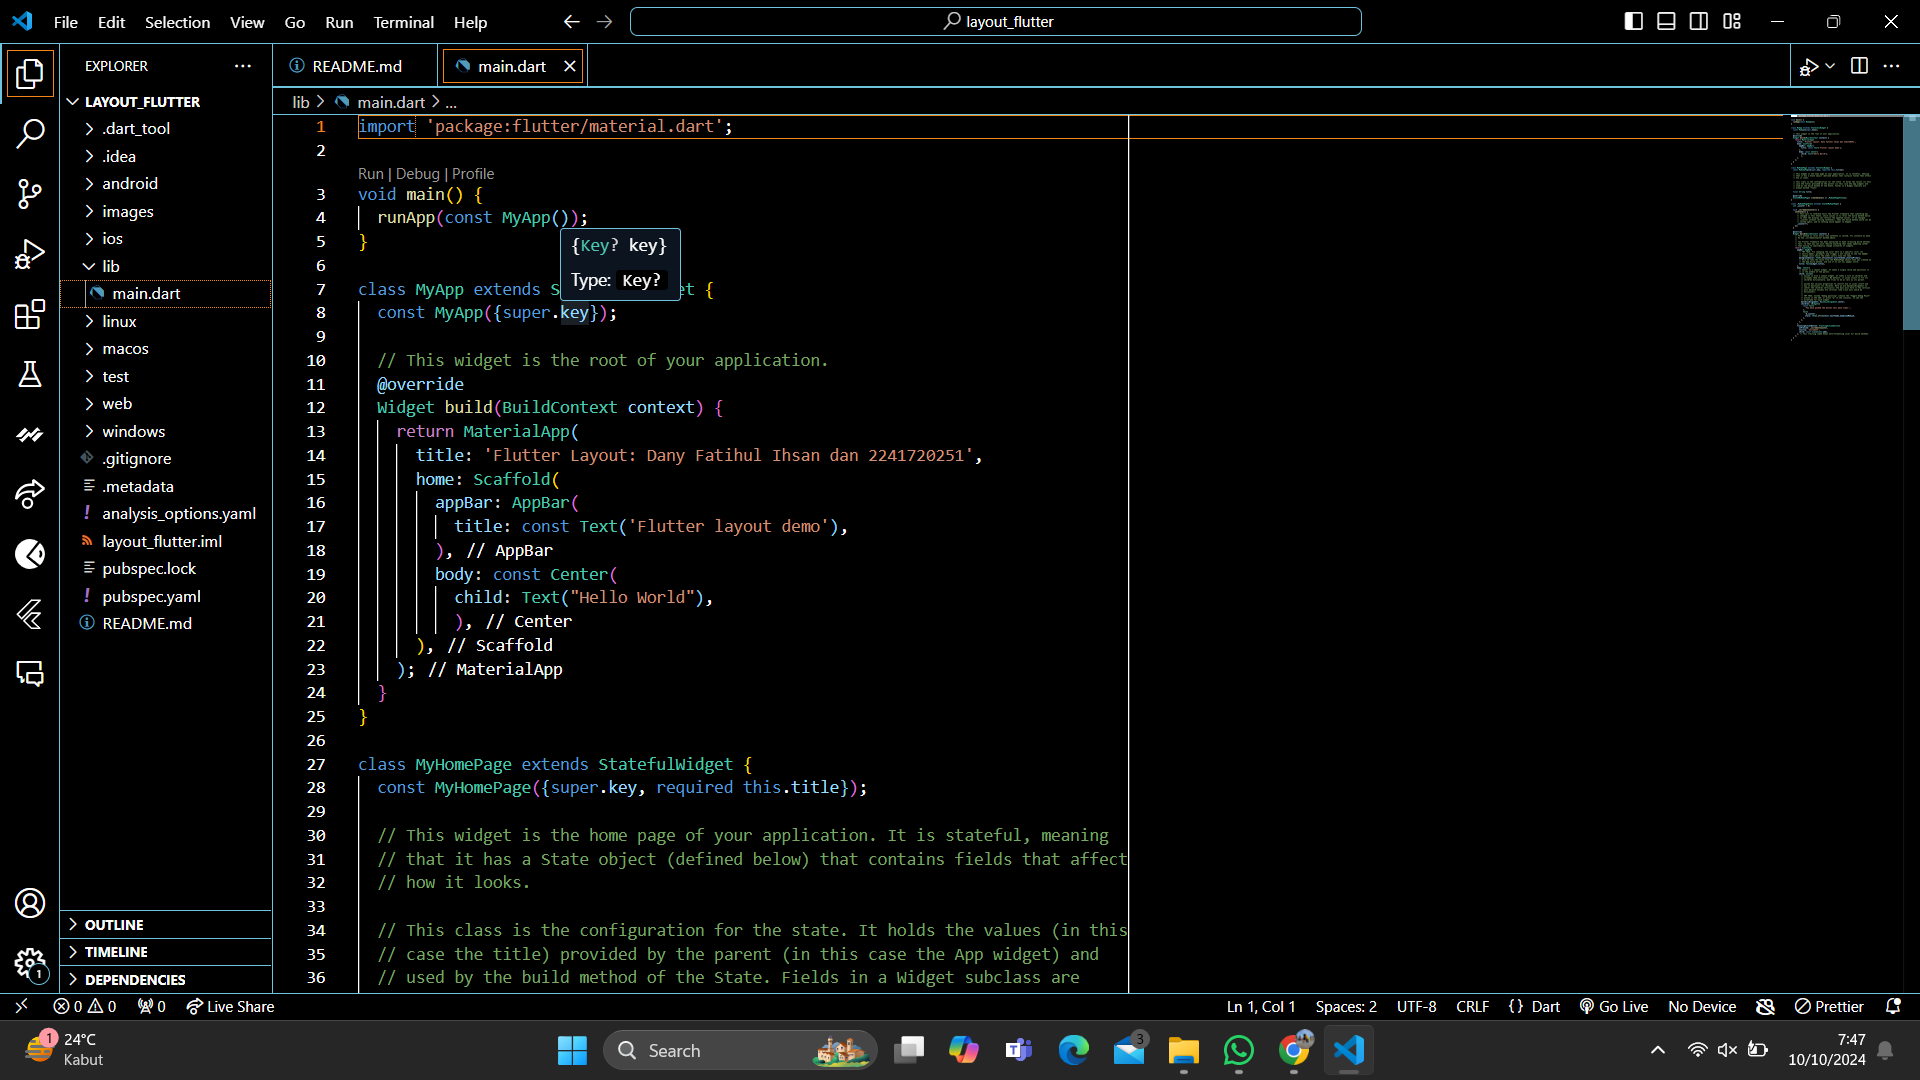 File Edit Selection View Go Run Terminal Help
layout_flutter
EXPLORER
LAYOUT_FLUTTER
.dart_tool
.idea
android
images
ios
lib
main.dart
linux
macos
test
web
windows
.gitignore
.metadata
analysis_options.yaml
layout_flutter.iml
pubspec.lock
pubspec.yaml
README.md
OUTLINE
TIMELINE
DEPENDENCIES
1
README.md main.dart
lib > main.dart > ...
1 import 'package:flutter/material.dart';
2
Run | Debug | Profile
3 void main() {
4 runApp(const MyApp());
5 }
{Key? key}
Type: Key?
6
7 class MyApp extends S et {
8 const MyApp({super.key});
9
10 // This widget is the root of your application.
11 @override
12 Widget build(BuildContext context) {
13 return MaterialApp(
14 title: 'Flutter Layout: Dany Fatihul Ihsan dan 2241720251',
15 home: Scaffold(
16 appBar: AppBar(
17 title: const Text('Flutter layout demo'),
18 ), // AppBar
19 body: const Center(
20 child: Text("Hello World"),
21 ), // Center
22 ), // Scaffold
23 ); // MaterialApp
24 }
25 }
26
27 class MyHomePage extends StatefulWidget {
28 const MyHomePage({super.key, required this.title});
29
30 // This widget is the home page of your application. It is stateful, meaning
31 // that it has a State object (defined below) that contains fields that affect
32 // how it looks.
33
34 // This class is the configuration for the state. It holds the values (in this
35 // case the title) provided by the parent (in this case the App widget) and
36 // used by the build method of the State. Fields in a Widget subclass are
0 0 0 Live Share Ln 1, Col 1 Spaces: 2 UTF-8 CRLF {} Dart Go Live No Device Prettier
1 24°C
Kabut
Search
3
7:47
10/10/2024